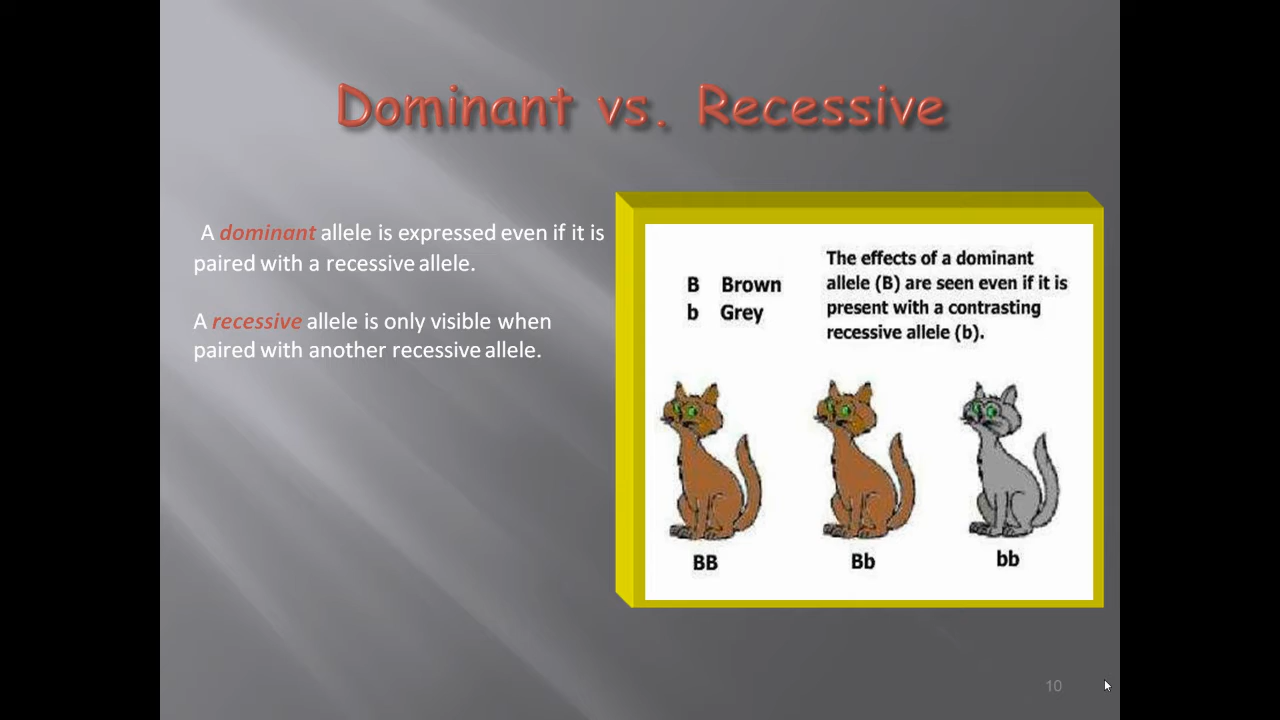 Dominant vs. Recessive
A dominant allele is expressed even if it is
paired with a recessive allele.
A recessive allele is only visible when
paired with another recessive allele.
B Brown
b Grey
The effects of a dominant
allele (B) are seen even if it is
present with a contrasting
recessive allele (b).
BB
Bb
bb
10